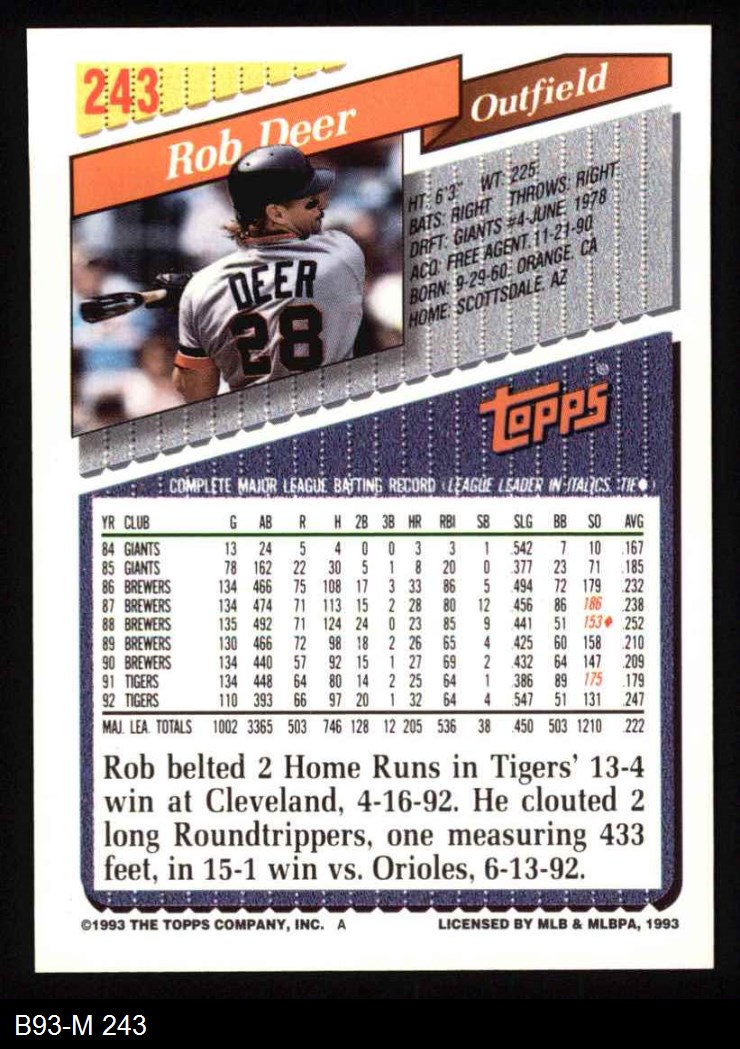 243
Rob Deer
Outfield
HT: 6'3" WT: 225
BATS: RIGHT THROWS: RIGHT
DRFT: GIANTS #4-JUNE, 1978
ACQ: FREE AGENT, 11-21-90
BORN: 9-29-60, ORANGE, CA
HOME: SCOTTSDALE, AZ
DEER
28
topps®
COMPLETE MAJOR LEAGUE BATTING RECORD (LEAGUE LEADER IN ITALICS, TIE◆)
YR CLUB G AB R H 2B 3B HR RBI SB SLG BB SO AVG
84 GIANTS 13 24 5 4 0 0 3 3 1 .542 7 10 .167
85 GIANTS 78 162 22 30 5 1 8 20 0 .377 23 71 .185
86 BREWERS 134 466 75 108 17 3 33 86 5 .494 72 179 .232
87 BREWERS 134 474 71 113 15 2 28 80 12 .456 86 186 .238
88 BREWERS 135 492 71 124 24 0 23 85 9 .441 51 153◆ .252
89 BREWERS 130 466 72 98 18 2 26 65 4 .425 60 158 .210
90 BREWERS 134 440 57 92 15 1 27 69 2 .432 64 147 .209
91 TIGERS 134 448 64 80 14 2 25 64 1 .386 89 175 .179
92 TIGERS 110 393 66 97 20 1 32 64 4 .547 51 131 .247
MAJ. LEA. TOTALS 1002 3365 503 746 128 12 205 536 38 .450 503 1210 .222
Rob belted 2 Home Runs in Tigers' 13-4
win at Cleveland, 4-16-92. He clouted 2
long Roundtrippers, one measuring 433
feet, in 15-1 win vs. Orioles, 6-13-92.
©1993 THE TOPPS COMPANY, INC. A LICENSED BY MLB & MLBPA, 1993
B93-M 243